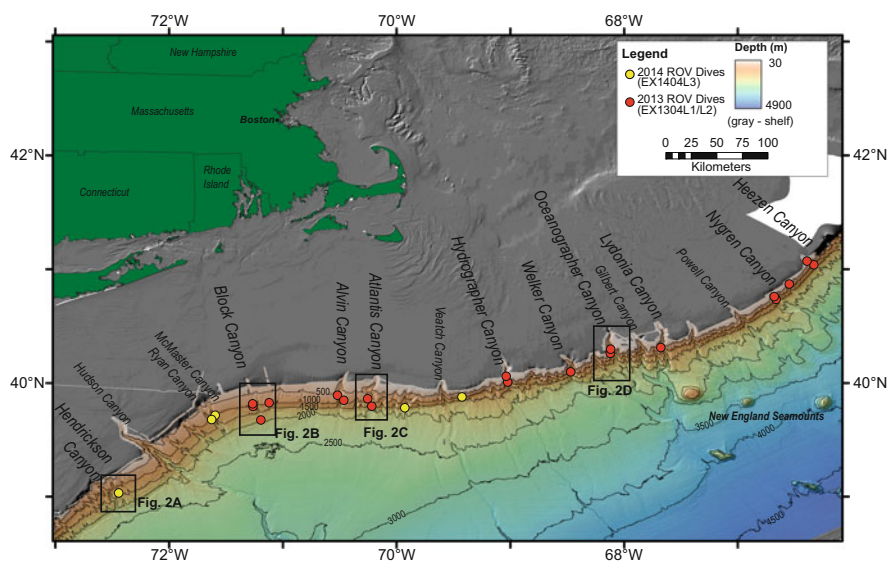 72°W
70°W
68°W
New Hampshire
Massachusetts
Boston
Rhode
Island
Connecticut
Legend
2014 ROV Dives
(EX1404L3)
2013 ROV Dives
(EX1304L1/L2)
Depth (m)
30
4900
(gray - shelf)
0 25 50 75 100
Kilometers
42°N
42°N
Heezen Canyon
Nygren Canyon
Powell Canyon
Lydonia Canyon
Gilbert Canyon
Oceanographer Canyon
Welker Canyon
Hydrographer Canyon
Veatch Canyon
Atlantis Canyon
Alvin Canyon
Block Canyon
McMaster Canyon
Ryan Canyon
Hudson Canyon
Hendrickson
Canyon
40°N
40°N
500
1000
1500
2000
2500
3000
3500
4000
4500
New England Seamounts
Fig. 2A
Fig. 2B
Fig. 2C
Fig. 2D
72°W
70°W
68°W